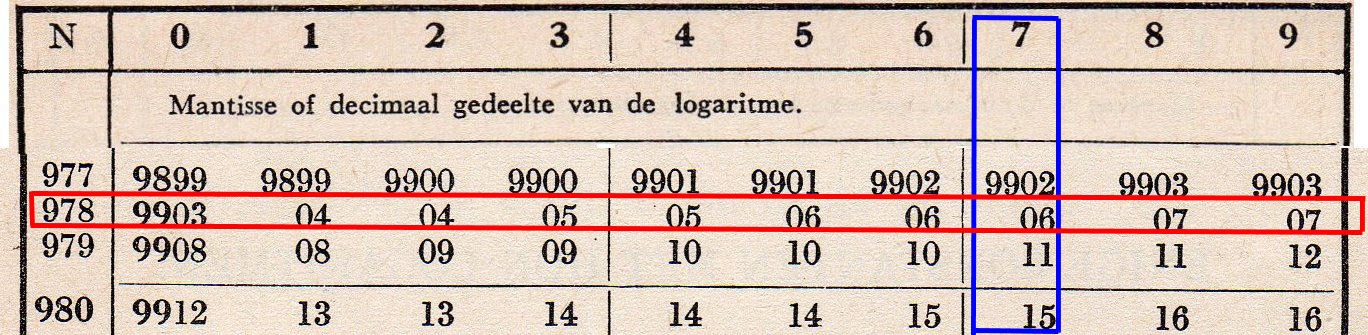 N 0 1 2 3 4 5 6 7 8 9
Mantisse of decimaal gedeelte van de logaritme.
977 9899 9899 9900 9900 9901 9901 9902 9902 9903 9903
978 9903 04 04 05 05 06 06 06 07 07
979 9908 08 09 09 10 10 10 11 11 12
980 9912 13 13 14 14 14 15 15 16 16